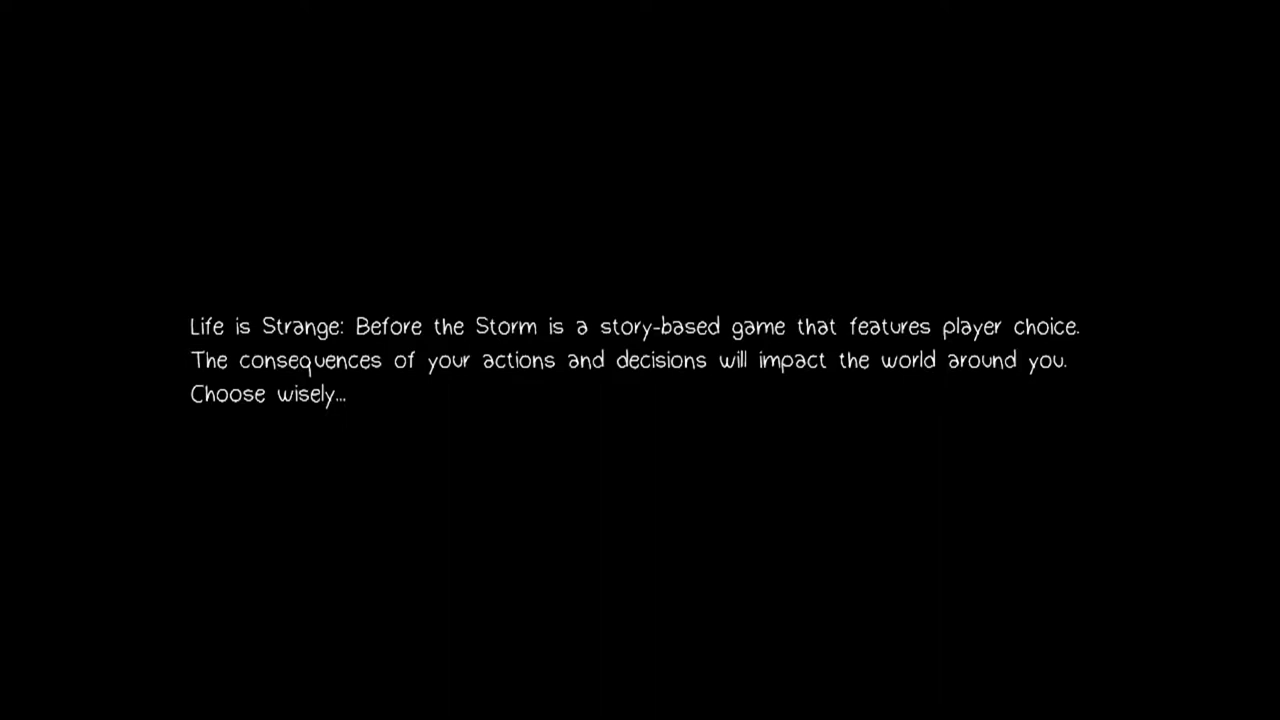 Life is Strange: Before the Storm is a story-based game that features player choice.
The consequences of your actions and decisions will impact the world around you.
Choose wisely...